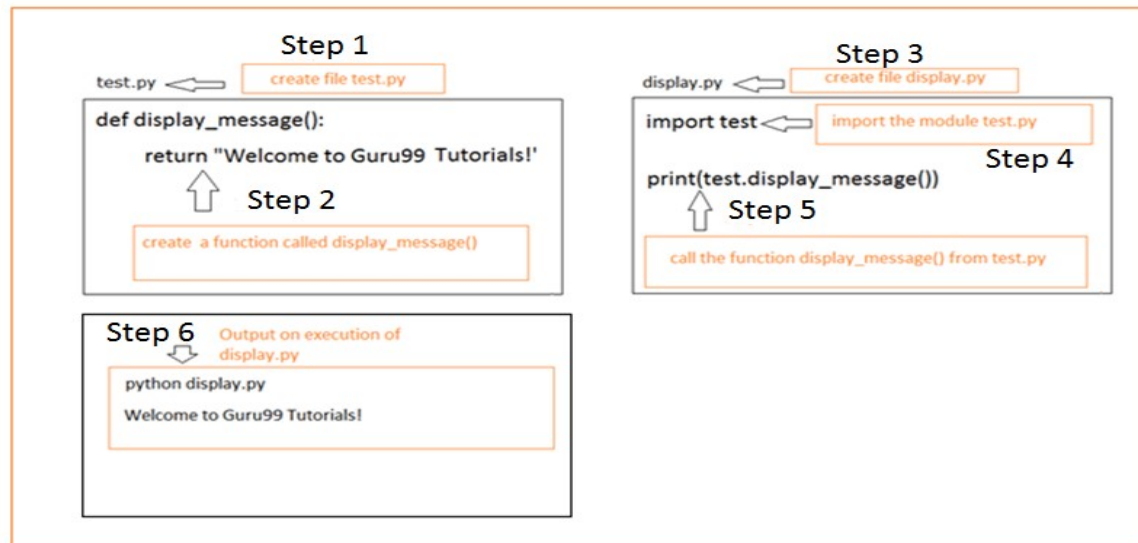 Step 1
test.py
create file test.py
def display_message():
return "Welcome to Guru99 Tutorials!'
Step 2
create a function called display_message()
Step 3
display.py
create file display.py
import test
import the module test.py
Step 4
print(test.display_message())
Step 5
call the function display_message() from test.py
Step 6
Output on execution of
display.py
python display.py
Welcome to Guru99 Tutorials!